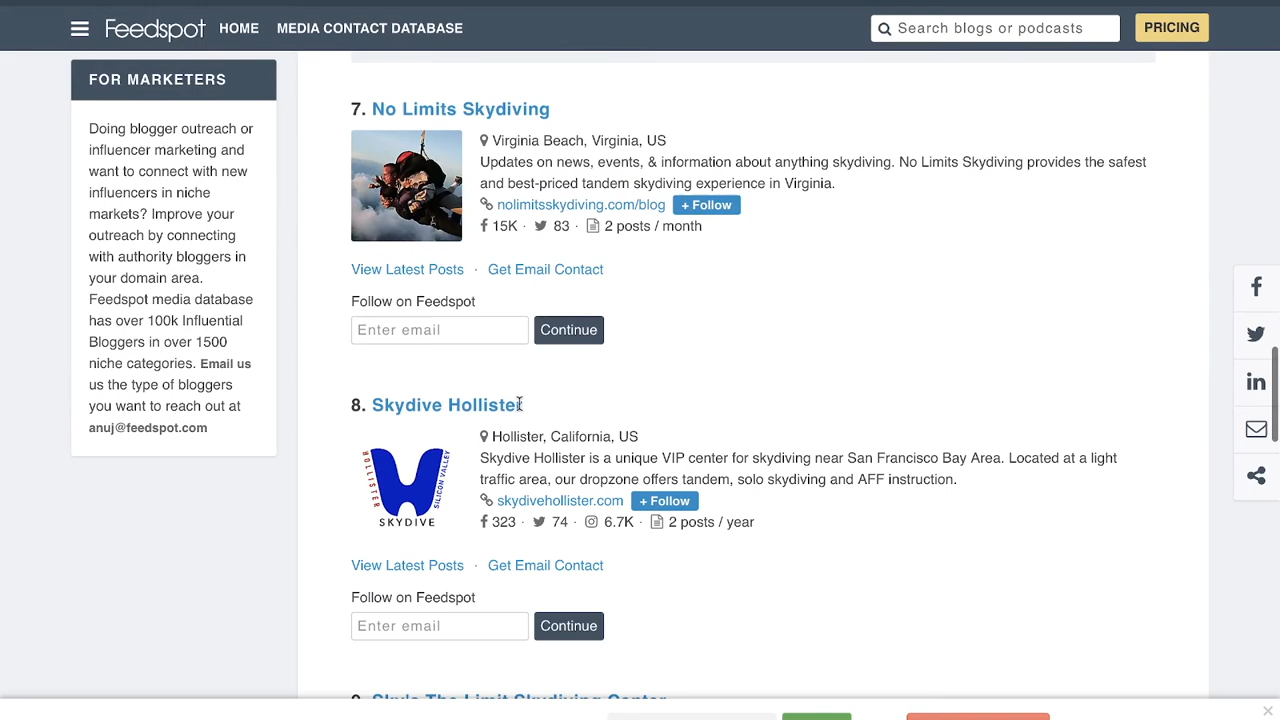 Feedspot HOME MEDIA CONTACT DATABASE Search blogs or podcasts PRICING
FOR MARKETERS
Doing blogger outreach or
influencer marketing and
want to connect with new
influencers in niche
markets? Improve your
outreach by connecting
with authority bloggers in
your domain area.
Feedspot media database
has over 100k Influential
Bloggers in over 1500
niche categories. Email us
us the type of bloggers
you want to reach out at
anuj@feedspot.com
7. No Limits Skydiving
Virginia Beach, Virginia, US
Updates on news, events, & information about anything skydiving. No Limits Skydiving provides the safest
and best-priced tandem skydiving experience in Virginia.
nolimitsskydiving.com/blog + Follow
15K · 83 · 2 posts / month
View Latest Posts · Get Email Contact
Follow on Feedspot
Enter email Continue
8. Skydive Hollister
HOLLISTER
SILICON VALLEY
SKYDIVE
Hollister, California, US
Skydive Hollister is a unique VIP center for skydiving near San Francisco Bay Area. Located at a light
traffic area, our dropzone offers tandem, solo skydiving and AFF instruction.
skydivehollister.com + Follow
323 · 74 · 6.7K · 2 posts / year
View Latest Posts · Get Email Contact
Follow on Feedspot
Enter email Continue
9. Sky's The Limit Skydiving Center